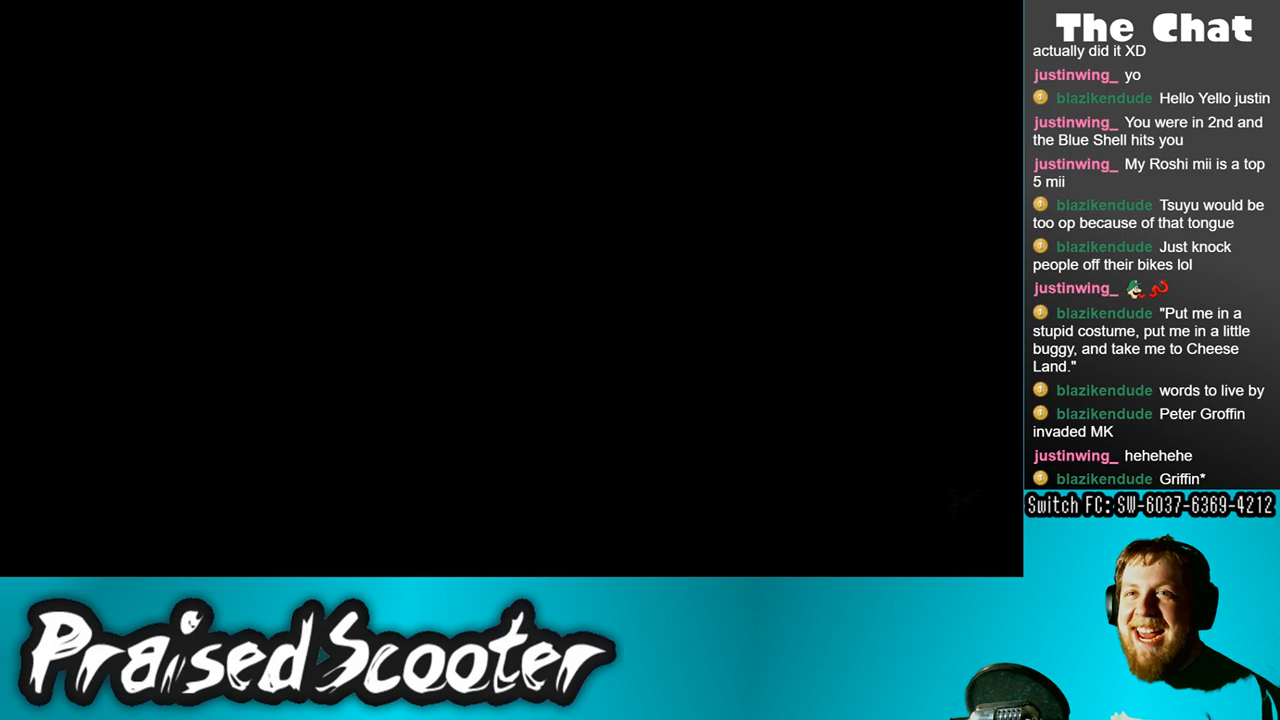 The Chat
actually did it XD
justinwing_ yo
blazikendude Hello Yello justin
justinwing_ You were in 2nd and
the Blue Shell hits you
justinwing_ My Roshi mii is a top
5 mii
blazikendude Tsuyu would be
too op because of that tongue
blazikendude Just knock
people off their bikes lol
justinwing_
blazikendude "Put me in a
stupid costume, put me in a little
buggy, and take me to Cheese
Land."
blazikendude words to live by
blazikendude Peter Groffin
invaded MK
justinwing_ hehehehe
blazikendude Griffin*
Switch FC: SW-6037-6369-4212
PraisedScooter